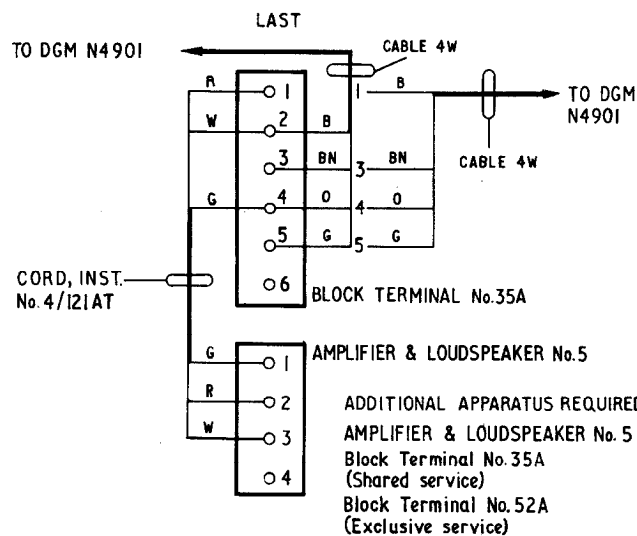 LAST
TO DGM N4901
CABLE 4W
R 1 1 B
TO DGM
N4901
W 2 B
3 BN 3 BN
CABLE 4W
G 4 O 4 O
5 G 5 G
CORD, INST.
No. 4/121AT
6
BLOCK TERMINAL No.35A
G 1
AMPLIFIER & LOUDSPEAKER No.5
R 2
W 3
4
ADDITIONAL APPARATUS REQUIRED
AMPLIFIER & LOUDSPEAKER No. 5
Block Terminal No.35A
(Shared service)
Block Terminal No.52A
(Exclusive service)